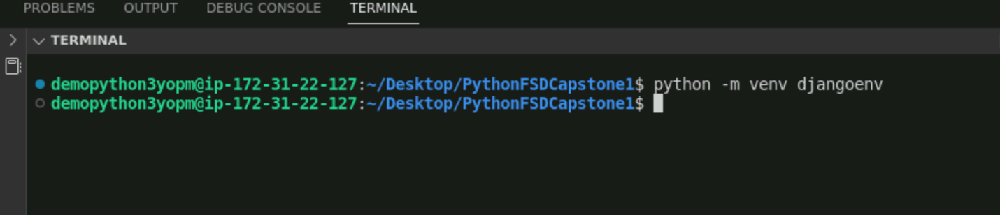 PROBLEMS OUTPUT DEBUG CONSOLE TERMINAL
TERMINAL
demopython3yopm@ip-172-31-22-127:~/Desktop/PythonFSDCapstone1$ python -m venv djangoenv
demopython3yopm@ip-172-31-22-127:~/Desktop/PythonFSDCapstone1$